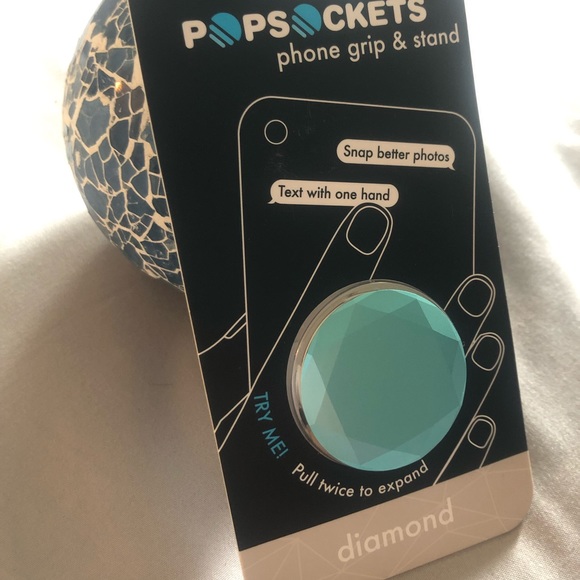 POPSOCKETS
phone grip & stand
Snap better photos
Text with one hand
TRY ME!
Pull twice to expand
diamond